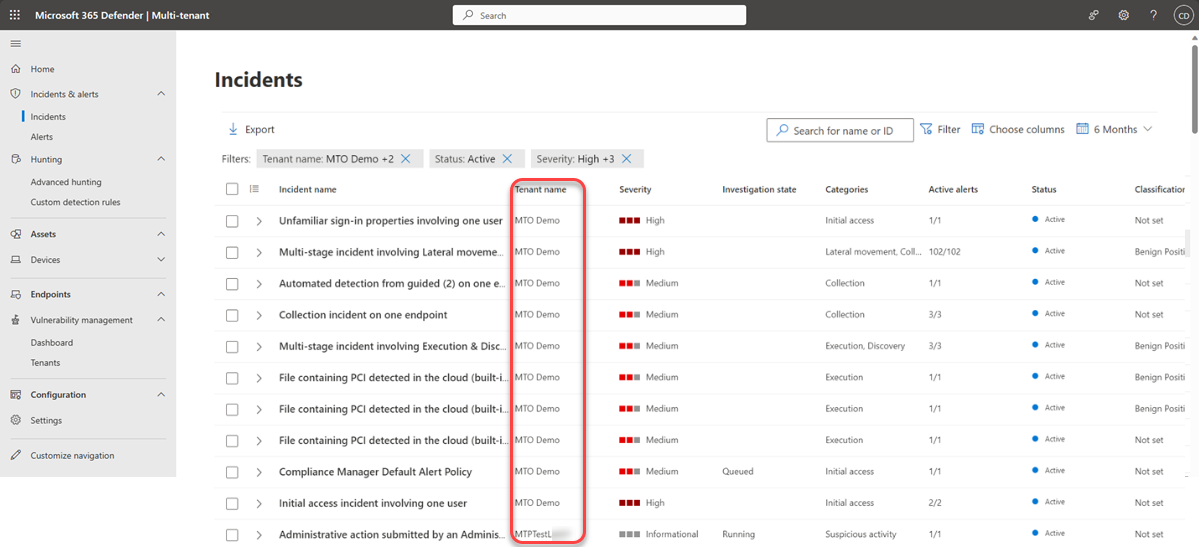 Microsoft 365 Defender | Multi-tenant
Search
CD
Home
Incidents & alerts
Incidents
Alerts
Hunting
Advanced hunting
Custom detection rules
Assets
Devices
Endpoints
Vulnerability management
Dashboard
Tenants
Configuration
Settings
Customize navigation
Incidents
Export
Search for name or ID
Filter
Choose columns
6 Months
Filters: Tenant name: MTO Demo +2 Status: Active Severity: High +3
Incident name Tenant name Severity Investigation state Categories Active alerts Status Classification
Unfamiliar sign-in properties involving one user MTO Demo High Initial access 1/1 Active Not set
Multi-stage incident involving Lateral moveme... MTO Demo High Lateral movement, Coll... 102/102 Active Benign Positi
Automated detection from guided (2) on one e... MTO Demo Medium Collection 1/1 Active Not set
Collection incident on one endpoint MTO Demo Medium Collection 3/3 Active Not set
Multi-stage incident involving Execution & Disc... MTO Demo Medium Execution, Discovery 3/3 Active Benign Positi
File containing PCI detected in the cloud (built-i... MTO Demo Medium Execution 1/1 Active Benign Positi
File containing PCI detected in the cloud (built-i... MTO Demo Medium Execution 1/1 Active Benign Positi
File containing PCI detected in the cloud (built-i... MTO Demo Medium Execution 1/1 Active Not set
Compliance Manager Default Alert Policy MTO Demo Medium Queued Initial access 1/1 Active Not set
Initial access incident involving one user MTO Demo High Initial access 2/2 Active Not set
Administrative action submitted by an Adminis... Informational Running Suspicious activity 1/1 Active Not set